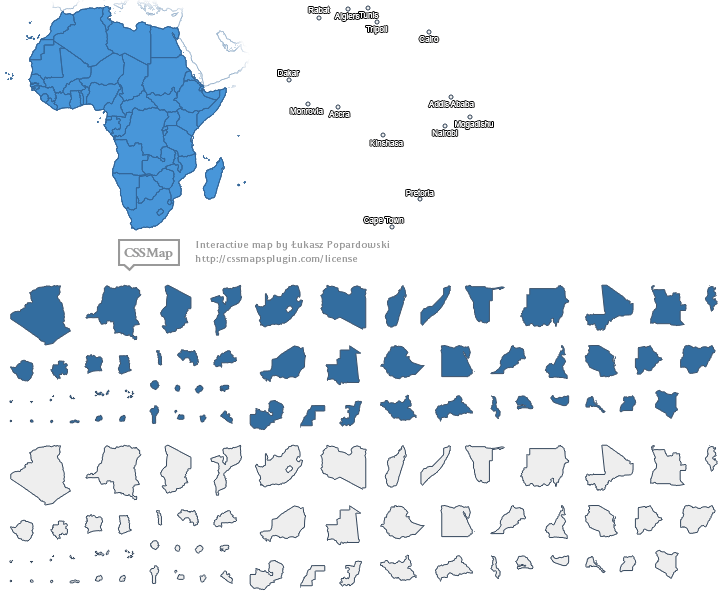 Rabat
Algiers
Tunis
Tripoli
Cairo
Dakar
Monrovia
Accra
Addis Ababa
Mogadishu
Nairobi
Kinshasa
Pretoria
Cape Town
CSSMap
Interactive map by Łukasz Popardowski
http://cssmapsplugin.com/license